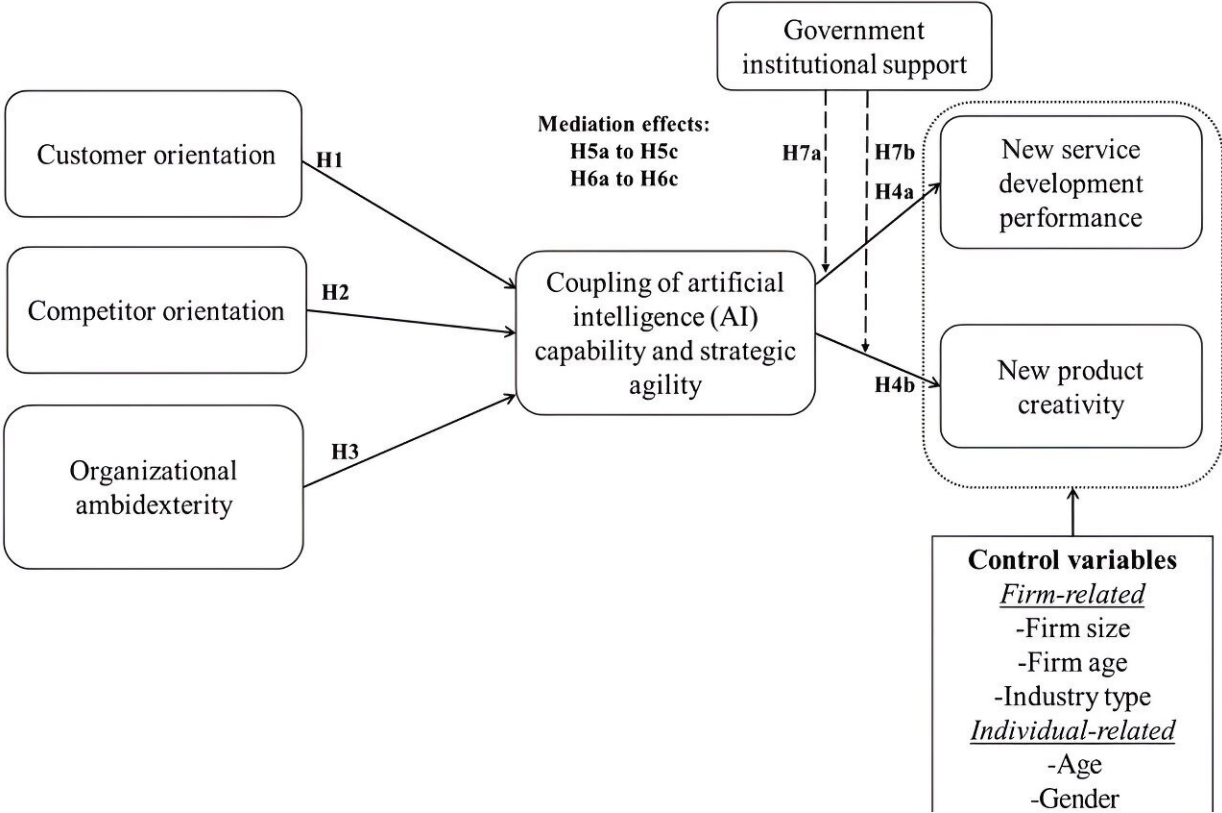 Government
institutional support
Customer orientation
H1
Mediation effects:
H5a to H5c
H6a to H6c
H7a
H7b
H4a
New service
development
performance
Competitor orientation
H2
Coupling of artificial
intelligence (AI)
capability and strategic
agility
H4b
New product
creativity
Organizational
ambidexterity
H3
Control variables
Firm-related
-Firm size
-Firm age
-Industry type
Individual-related
-Age
-Gender